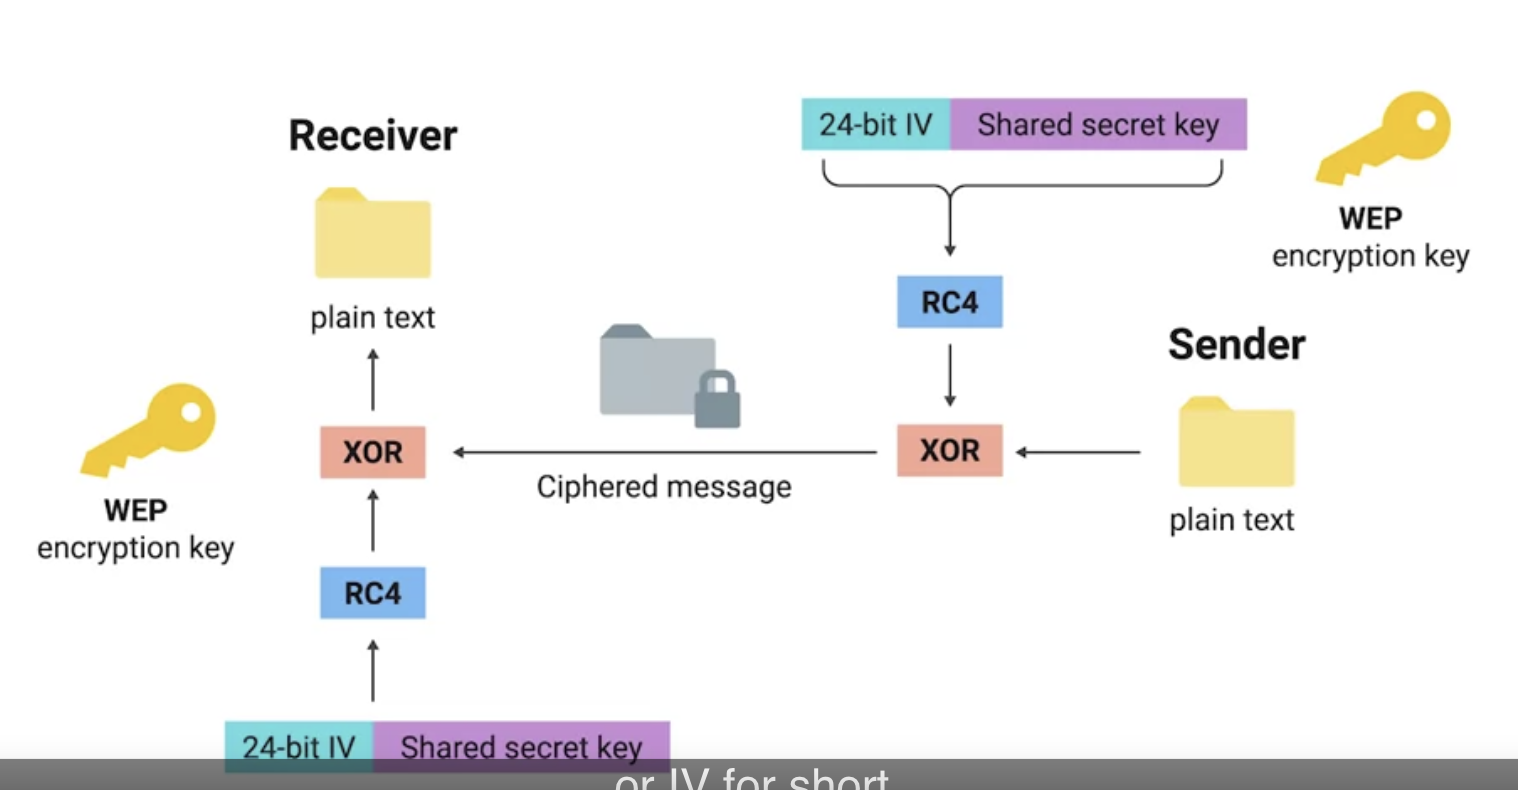 24-bit IV Shared secret key
Receiver
WEP
encryption key
plain text
RC4
Sender
XOR
XOR
Ciphered message
plain text
WEP
encryption key
RC4
24-bit IV Shared secret key
or IV for short